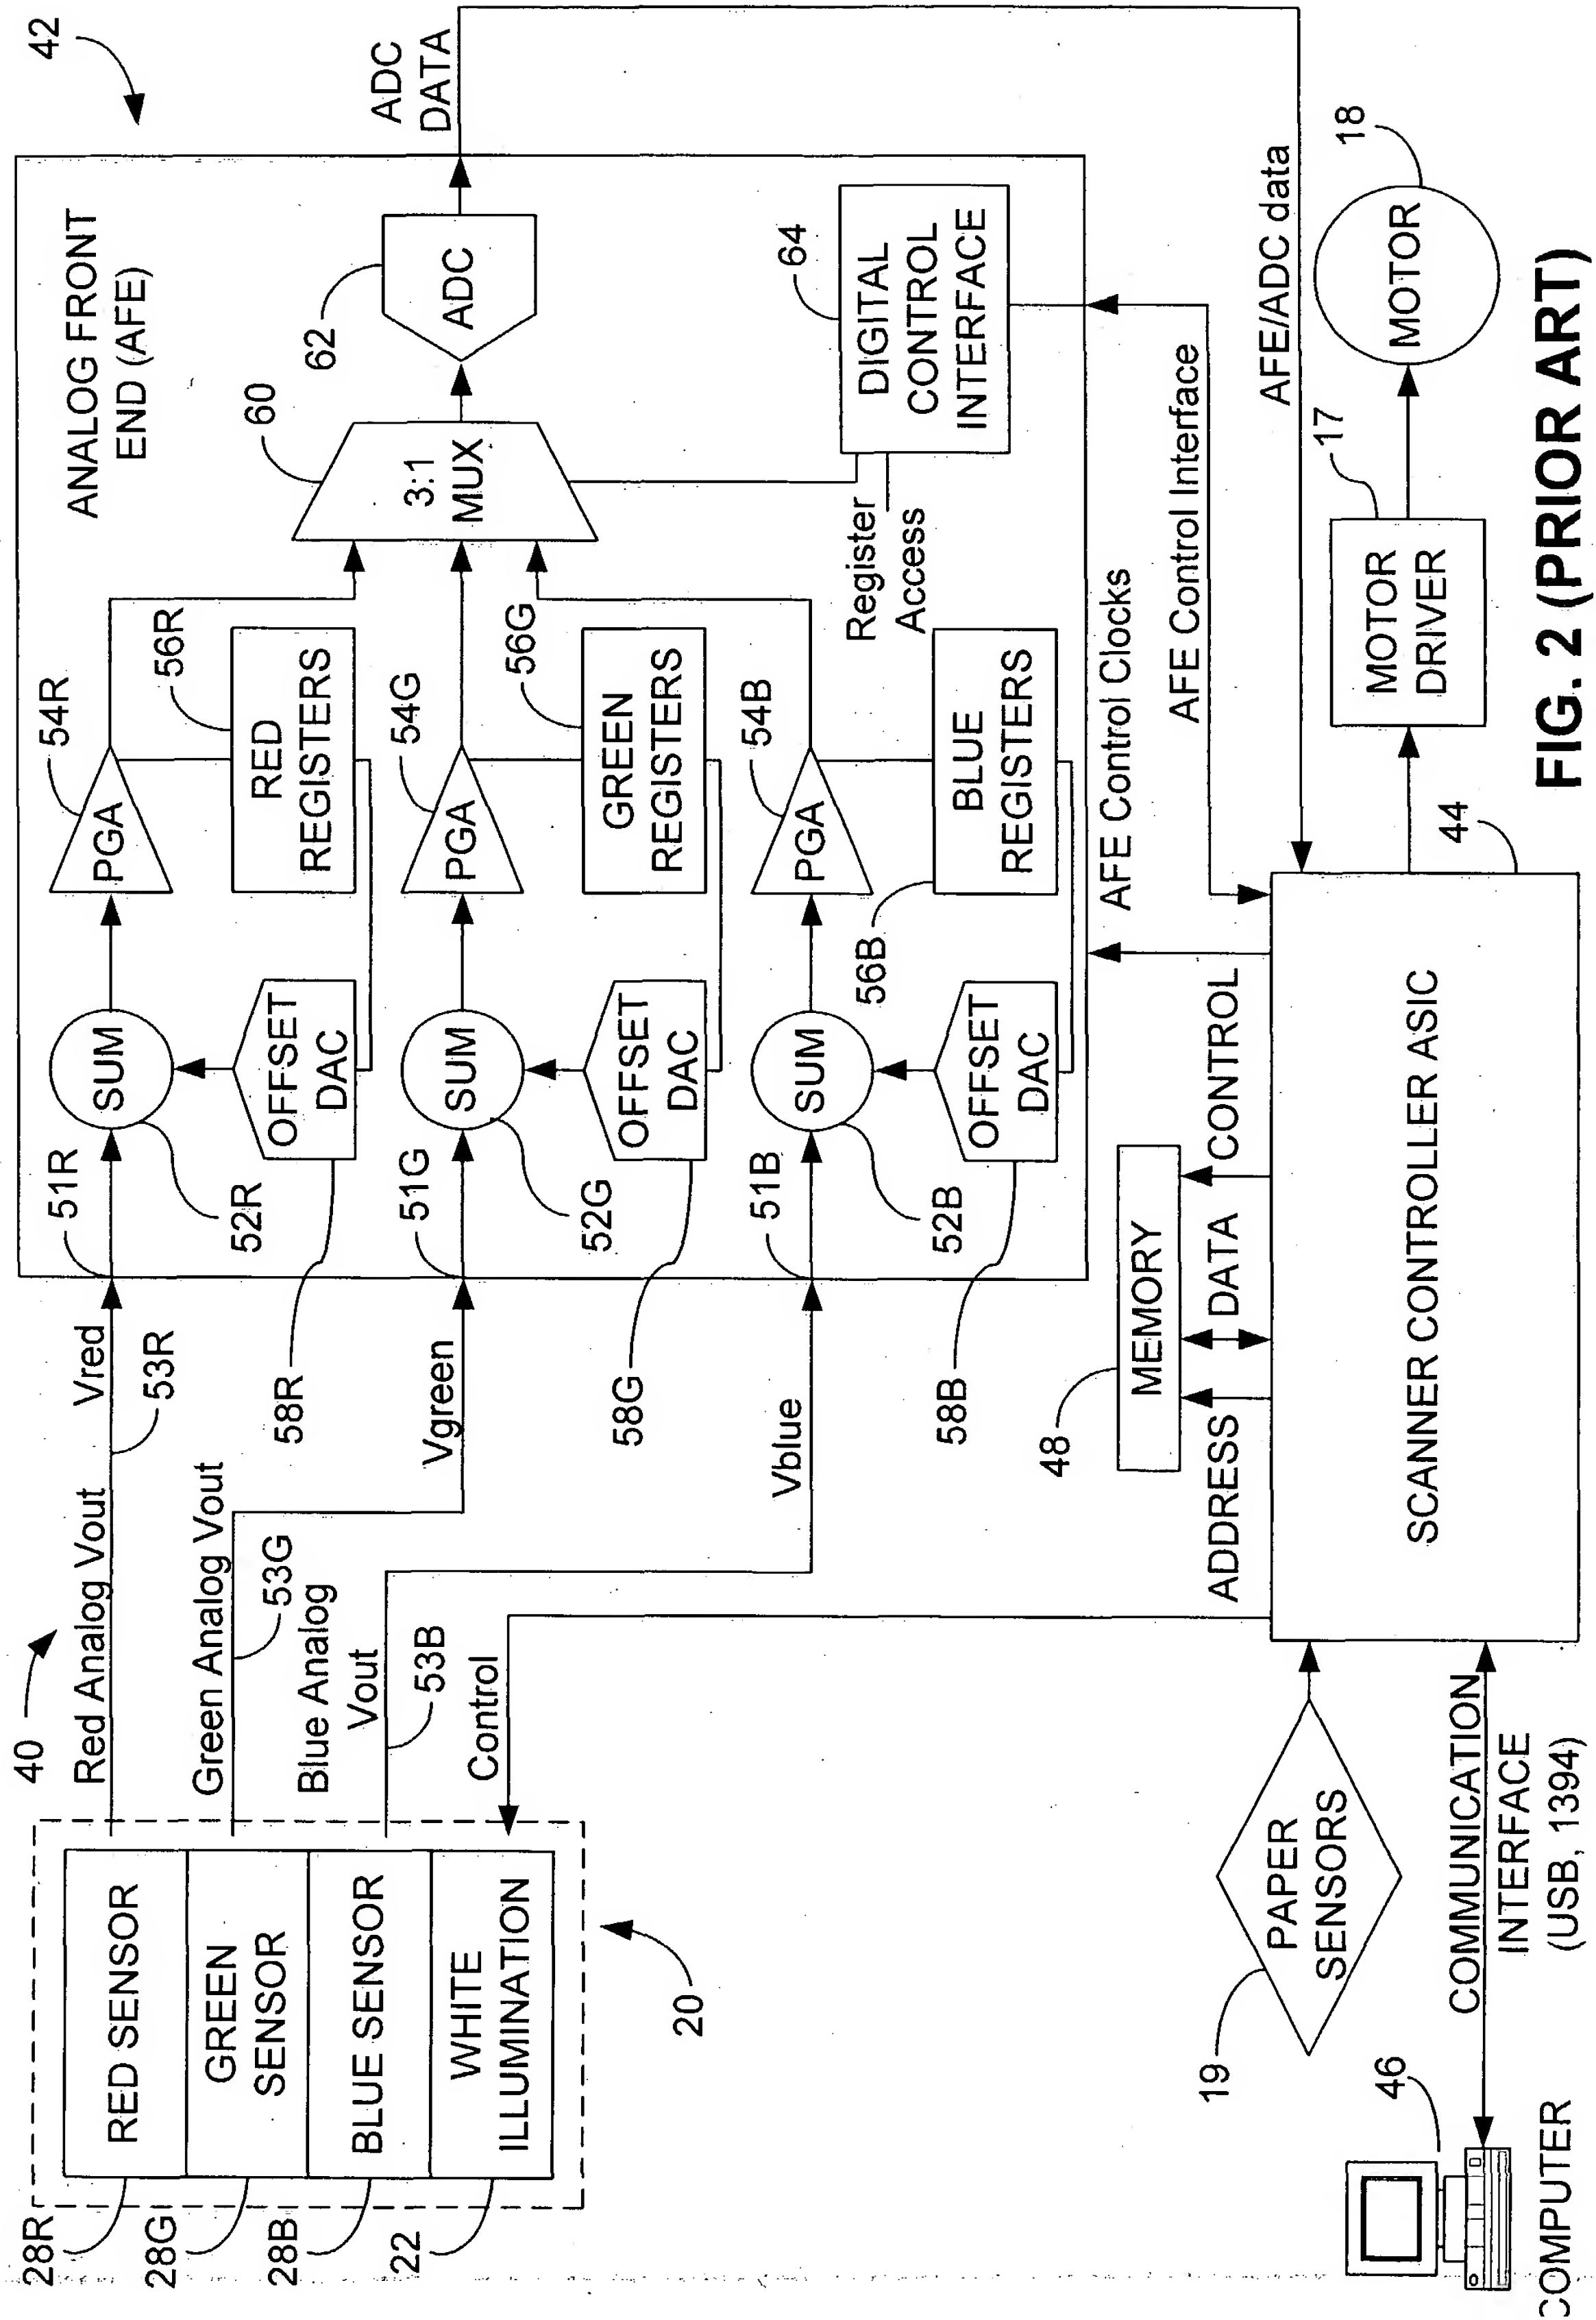 40
42
28R
RED SENSOR
28G
GREEN
SENSOR
28B
BLUE SENSOR
22
WHITE
ILLUMINATION
20
Red Analog Vout
Vred
53R
Green Analog Vout
53G
Vgreen
Blue Analog
Vout
53B
Vblue
Control
ANALOG FRONT
END (AFE)
51R
SUM
52R
PGA
54R
OFFSET
DAC
58R
RED
REGISTERS
56R
51G
SUM
52G
PGA
54G
OFFSET
DAC
58G
GREEN
REGISTERS
56G
51B
SUM
52B
PGA
54B
OFFSET
DAC
58B
BLUE
REGISTERS
56B
3:1
MUX
60
ADC
62
ADC
DATA
DIGITAL
CONTROL
INTERFACE
64
Register
Access
AFE Control Clocks
AFE Control Interface
AFE/ADC data
MEMORY
48
ADDRESS
DATA
CONTROL
SCANNER CONTROLLER ASIC
44
PAPER
SENSORS
19
COMMUNICATION
INTERFACE
(USB, 1394)
46
COMPUTER
MOTOR
DRIVER
17
MOTOR
18
FIG. 2 (PRIOR ART)